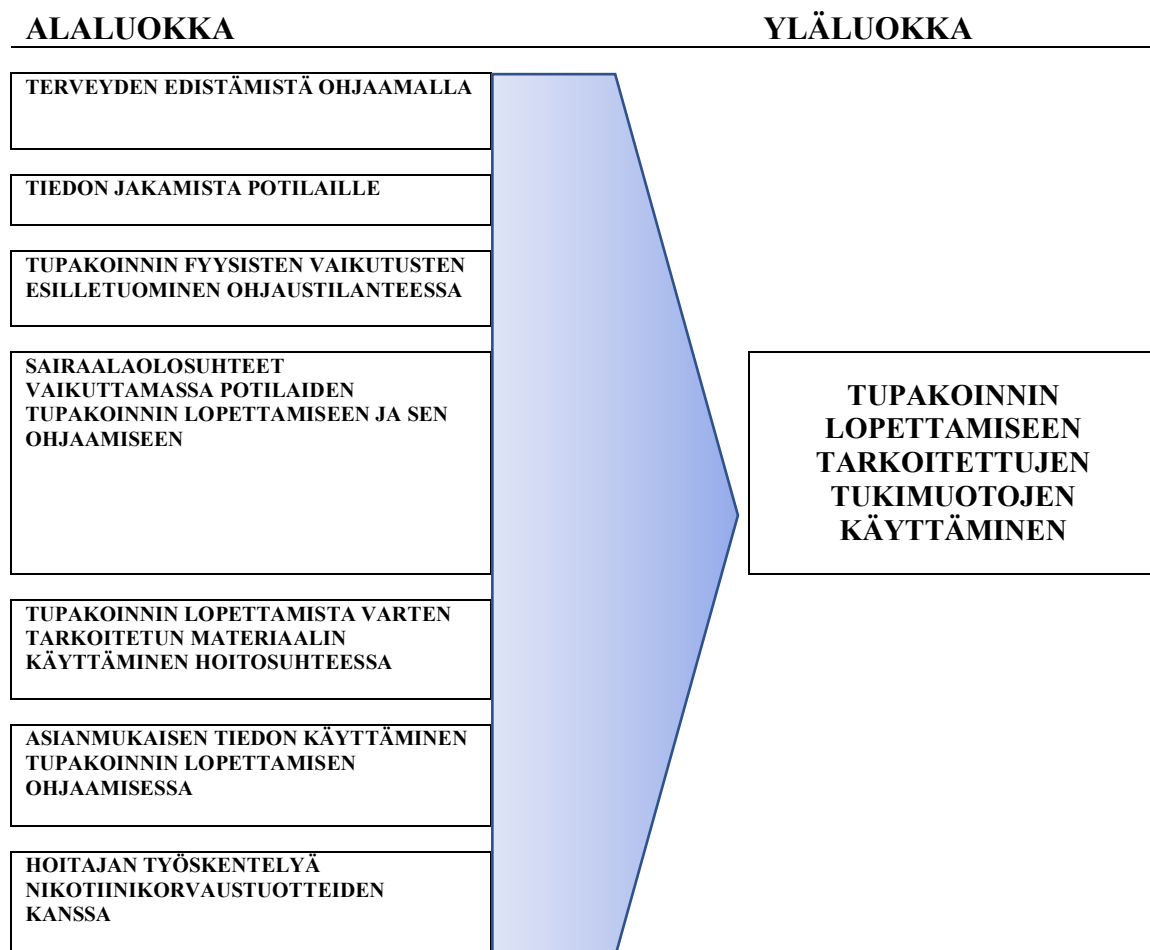 ALALUOKKA YLÄLUOKKA
TERVEYDEN EDISTÄMISTÄ OHJAAMALLA
TIEDON JAKAMISTA POTILAILLE
TUPAKOINNIN FYYSISTEN VAIKUTUSTEN
ESILLETUOMINEN OHJAUSTILANTEESSA
SAIRAALAOLOSUHTEET
VAIKUTTAMASSA POTILAIDEN
TUPAKOINNIN LOPETTAMISEEN JA SEN
OHJAAMISEEN
TUPAKOINNIN LOPETTAMISTA VARTEN
TARKOITETUN MATERIAALIN
KÄYTTÄMINEN HOITOSUHTEESSA
ASIANMUKAISEN TIEDON KÄYTTÄMINEN
TUPAKOINNIN LOPETTAMISEN
OHJAAMISESSA
HOITAJAN TYÖSKENTELYÄ
NIKOTIINIKORVAUSTUOTTEIDEN
KANSSA
TUPAKOINNIN
LOPETTAMISEEN
TARKOITETTUJEN
TUKIMUOTOJEN
KÄYTTÄMINEN